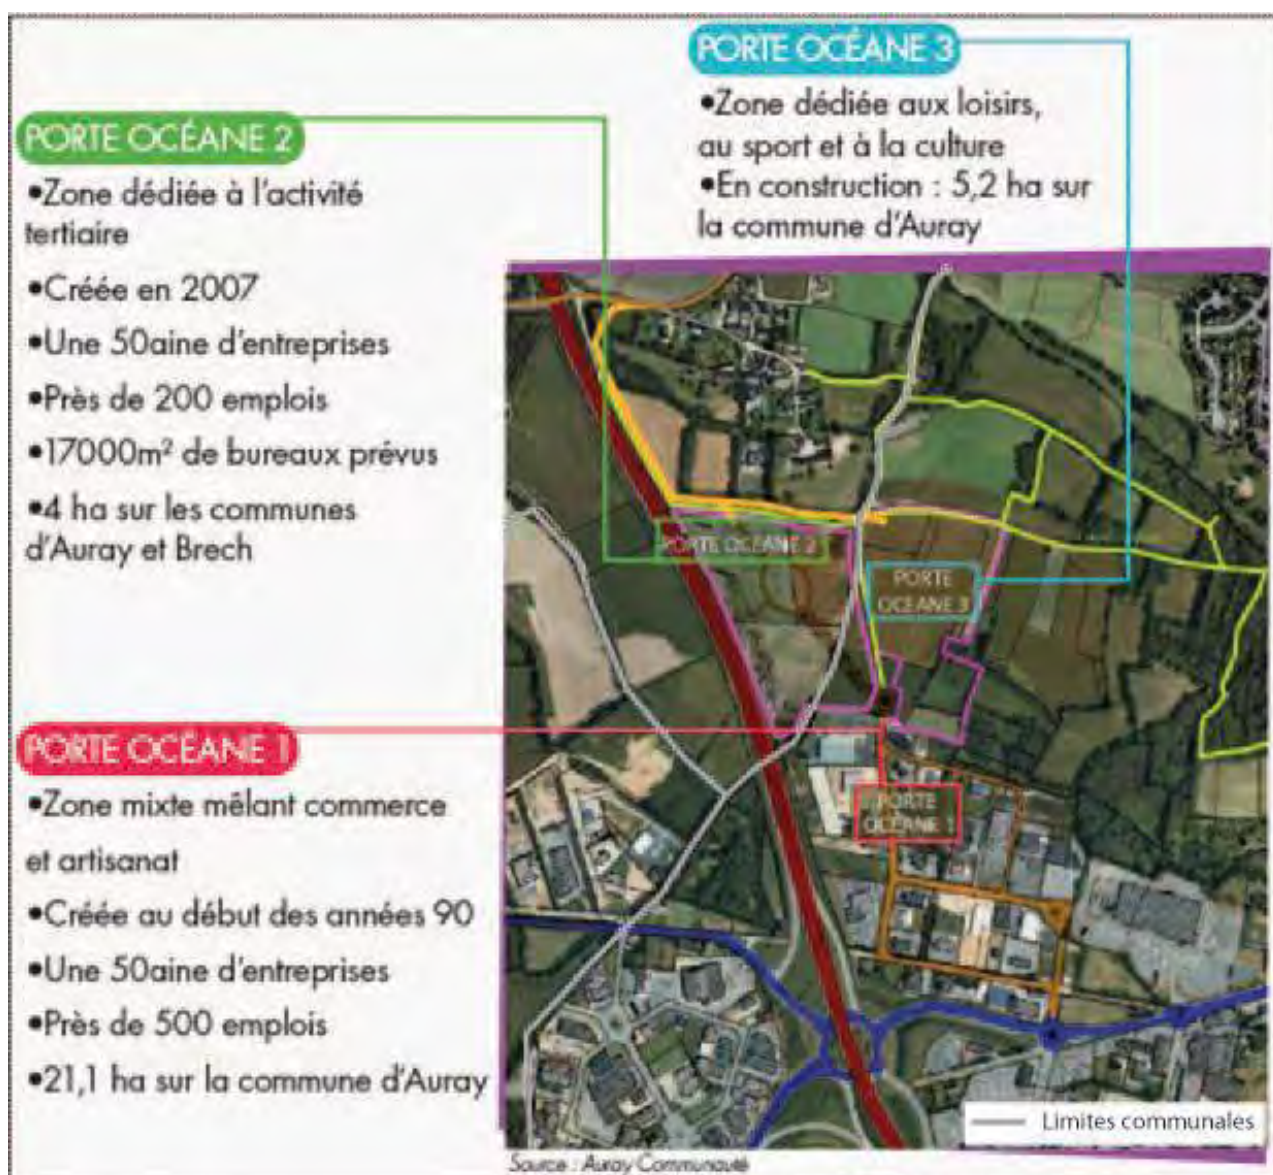 PORTE OCÉANE 3
•Zone dédiée aux loisirs,
au sport et à la culture
•En construction : 5,2 ha sur
la commune d'Auray
PORTE OCÉANE 2
•Zone dédiée à l'activité
tertiaire
•Créée en 2007
•Une 50aine d'entreprises
•Près de 200 emplois
•17000m² de bureaux prévus
•4 ha sur les communes
d'Auray et Brech
PORTE OCÉANE 2
PORTE
OCÉANE 3
PORTE OCÉANE 1
•Zone mixte mêlant commerce
et artisanat
•Créée au début des années 90
•Une 50aine d'entreprises
•Près de 500 emplois
•21,1 ha sur la commune d'Auray
PORTE
OCÉANE 1
Limites communales
Source : Auray Communauté